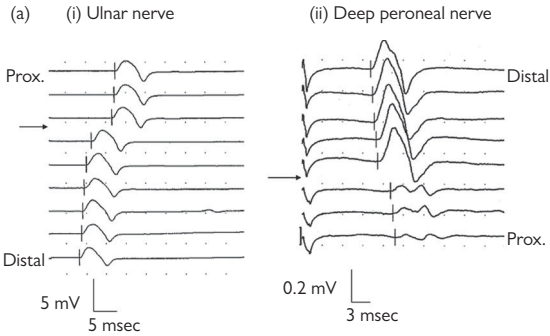 (a) (i) Ulnar nerve
(ii) Deep peroneal nerve
Prox.
Distal
Distal
Prox.
5 mV
5 msec
0.2 mV
3 msec